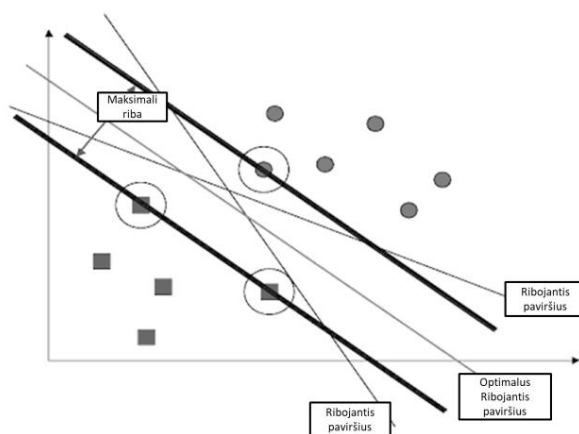 Maksimali
riba
Ribojantis
paviršius
Optimalus
Ribojantis
paviršius
Ribojantis
paviršius